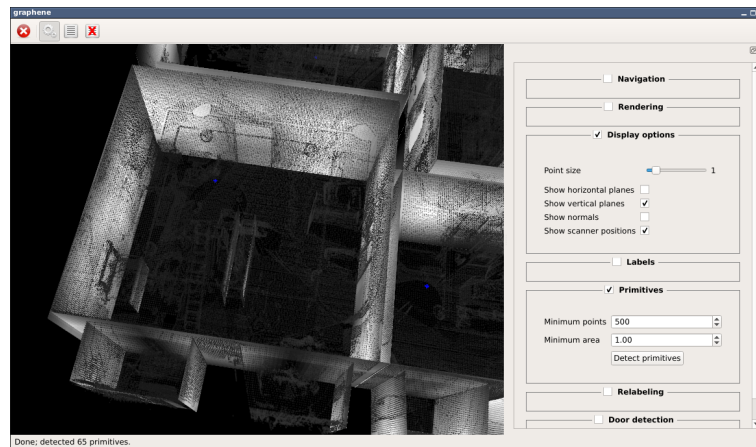 graphene
Navigation
Rendering
Display options
Point size 1
Show horizontal planes
Show vertical planes
Show normals
Show scanner positions
Labels
Primitives
Minimum points 500
Minimum area 1.00
Detect primitives
Relabeling
Door detection
Done; detected 65 primitives.